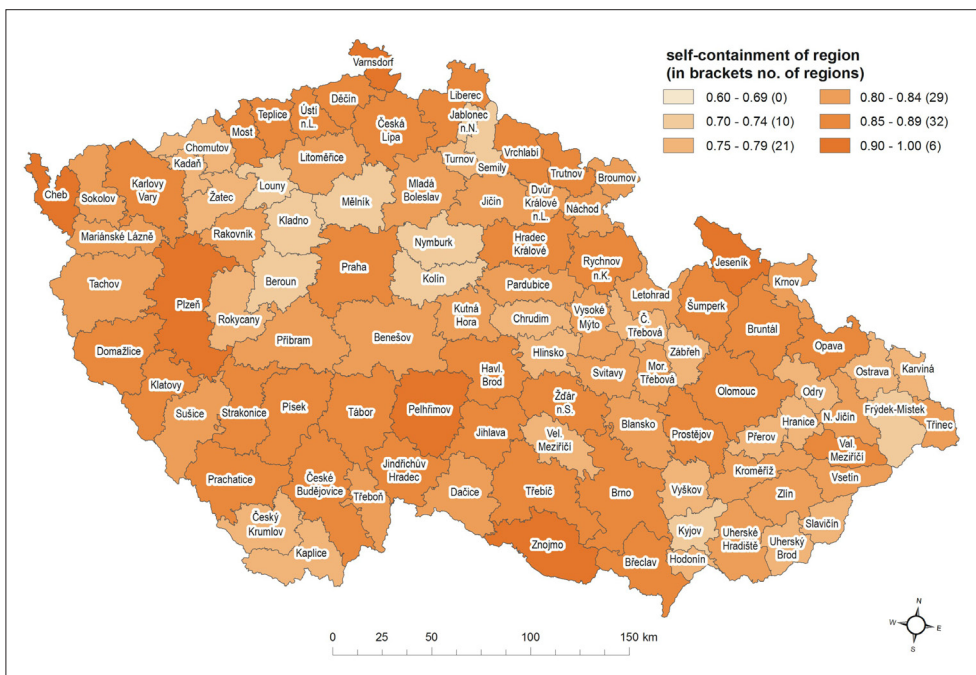 self-containment of region
(in brackets no. of regions)
0.60 - 0.69 (0)
0.70 - 0.74 (10)
0.75 - 0.79 (21)
0.80 - 0.84 (29)
0.85 - 0.89 (32)
0.90 - 1.00 (6)
Varnsdorf
Děčín
Liberec
Teplice
Ústí
n.L.
Česká
Lípa
Jablonec
n.N.
Most
Chomutov
Litoměřice
Turnov
Semily
Vrchlabí
Trutnov
Broumov
Kadaň
Žatec
Louny
Mělník
Mladá
Boleslav
Jičín
Dvůr
Králové
n.L.
Náchod
Cheb
Sokolov
Karlovy
Vary
Mariánské Lázně
Rakovník
Kladno
Nymburk
Hradec
Králové
Rychnov
n.K.
Jeseník
Krnov
Praha
Kolín
Beroun
Tachov
Plzeň
Rokycany
Pardubice
Letohrad
Šumperk
Bruntál
Kutná
Hora
Chrudim
Vysoké
Mýto
Č.
Třebová
Opava
Příbram
Benešov
Hlinsko
Zábřeh
Domažlice
Havl.
Brod
Svitavy
Mor.
Třebová
Ostrava
Karviná
Klatovy
Odry
Sušice
Strakonice
Písek
Tábor
Pelhřimov
Žďár
n.S.
Olomouc
Frýdek-Místek
Třinec
Jihlava
Vel.
Meziříčí
Blansko
Prostějov
Přerov
Hranice
N. Jičín
Val.
Meziříčí
Prachatice
České
Budějovice
Jindřichův
Hradec
Kroměříž
Vsetín
Třeboň
Dačice
Třebíč
Brno
Vyškov
Zlín
Český
Krumlov
Kaplice
Znojmo
Břeclav
Kyjov
Hodonín
Uherské
Hradiště
Uherský
Brod
Slavičín
0 25 50 100 150 km
N
W E
S